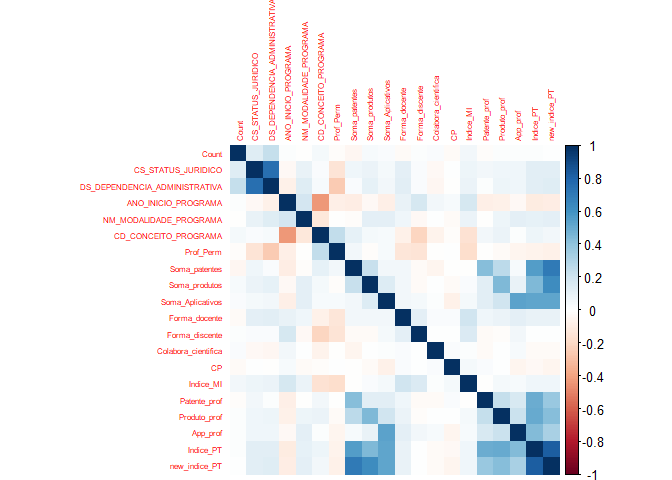 Count
CS_STATUS_JURIDICO
DS_DEPENDENCIA_ADMINISTRATIVA
ANO_INICIO_PROGRAMA
NM_MODALIDADE_PROGRAMA
CD_CONCEITO_PROGRAMA
Prof_Perm
Soma_patentes
Soma_produtos
Soma_Aplicativos
Forma_docente
Forma_discente
Colabora_cientifica
CP
Indice_MI
Patente_prof
Produto_prof
App_prof
Indice_PT
new_indice_PT
Count
CS_STATUS_JURIDICO
DS_DEPENDENCIA_ADMINISTRATIVA
ANO_INICIO_PROGRAMA
NM_MODALIDADE_PROGRAMA
CD_CONCEITO_PROGRAMA
Prof_Perm
Soma_patentes
Soma_produtos
Soma_Aplicativos
Forma_docente
Forma_discente
Colabora_cientifica
CP
Indice_MI
Patente_prof
Produto_prof
App_prof
Indice_PT
new_indice_PT
1
0.8
0.6
0.4
0.2
0
-0.2
-0.4
-0.6
-0.8
-1